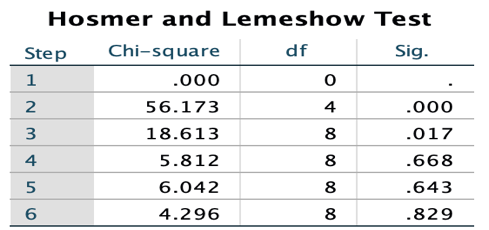 Hosmer and Lemeshow Test
Step Chi-square df Sig.
1 .000 0 .
2 56.173 4 .000
3 18.613 8 .017
4 5.812 8 .668
5 6.042 8 .643
6 4.296 8 .829